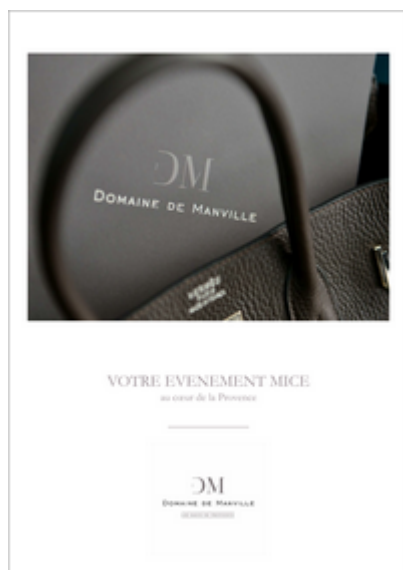 DM
DOMAINE DE MANVILLE
HERMÈS
VOTRE EVENEMENT MICE
au cœur de la Provence
DM
DOMAINE DE MANVILLE